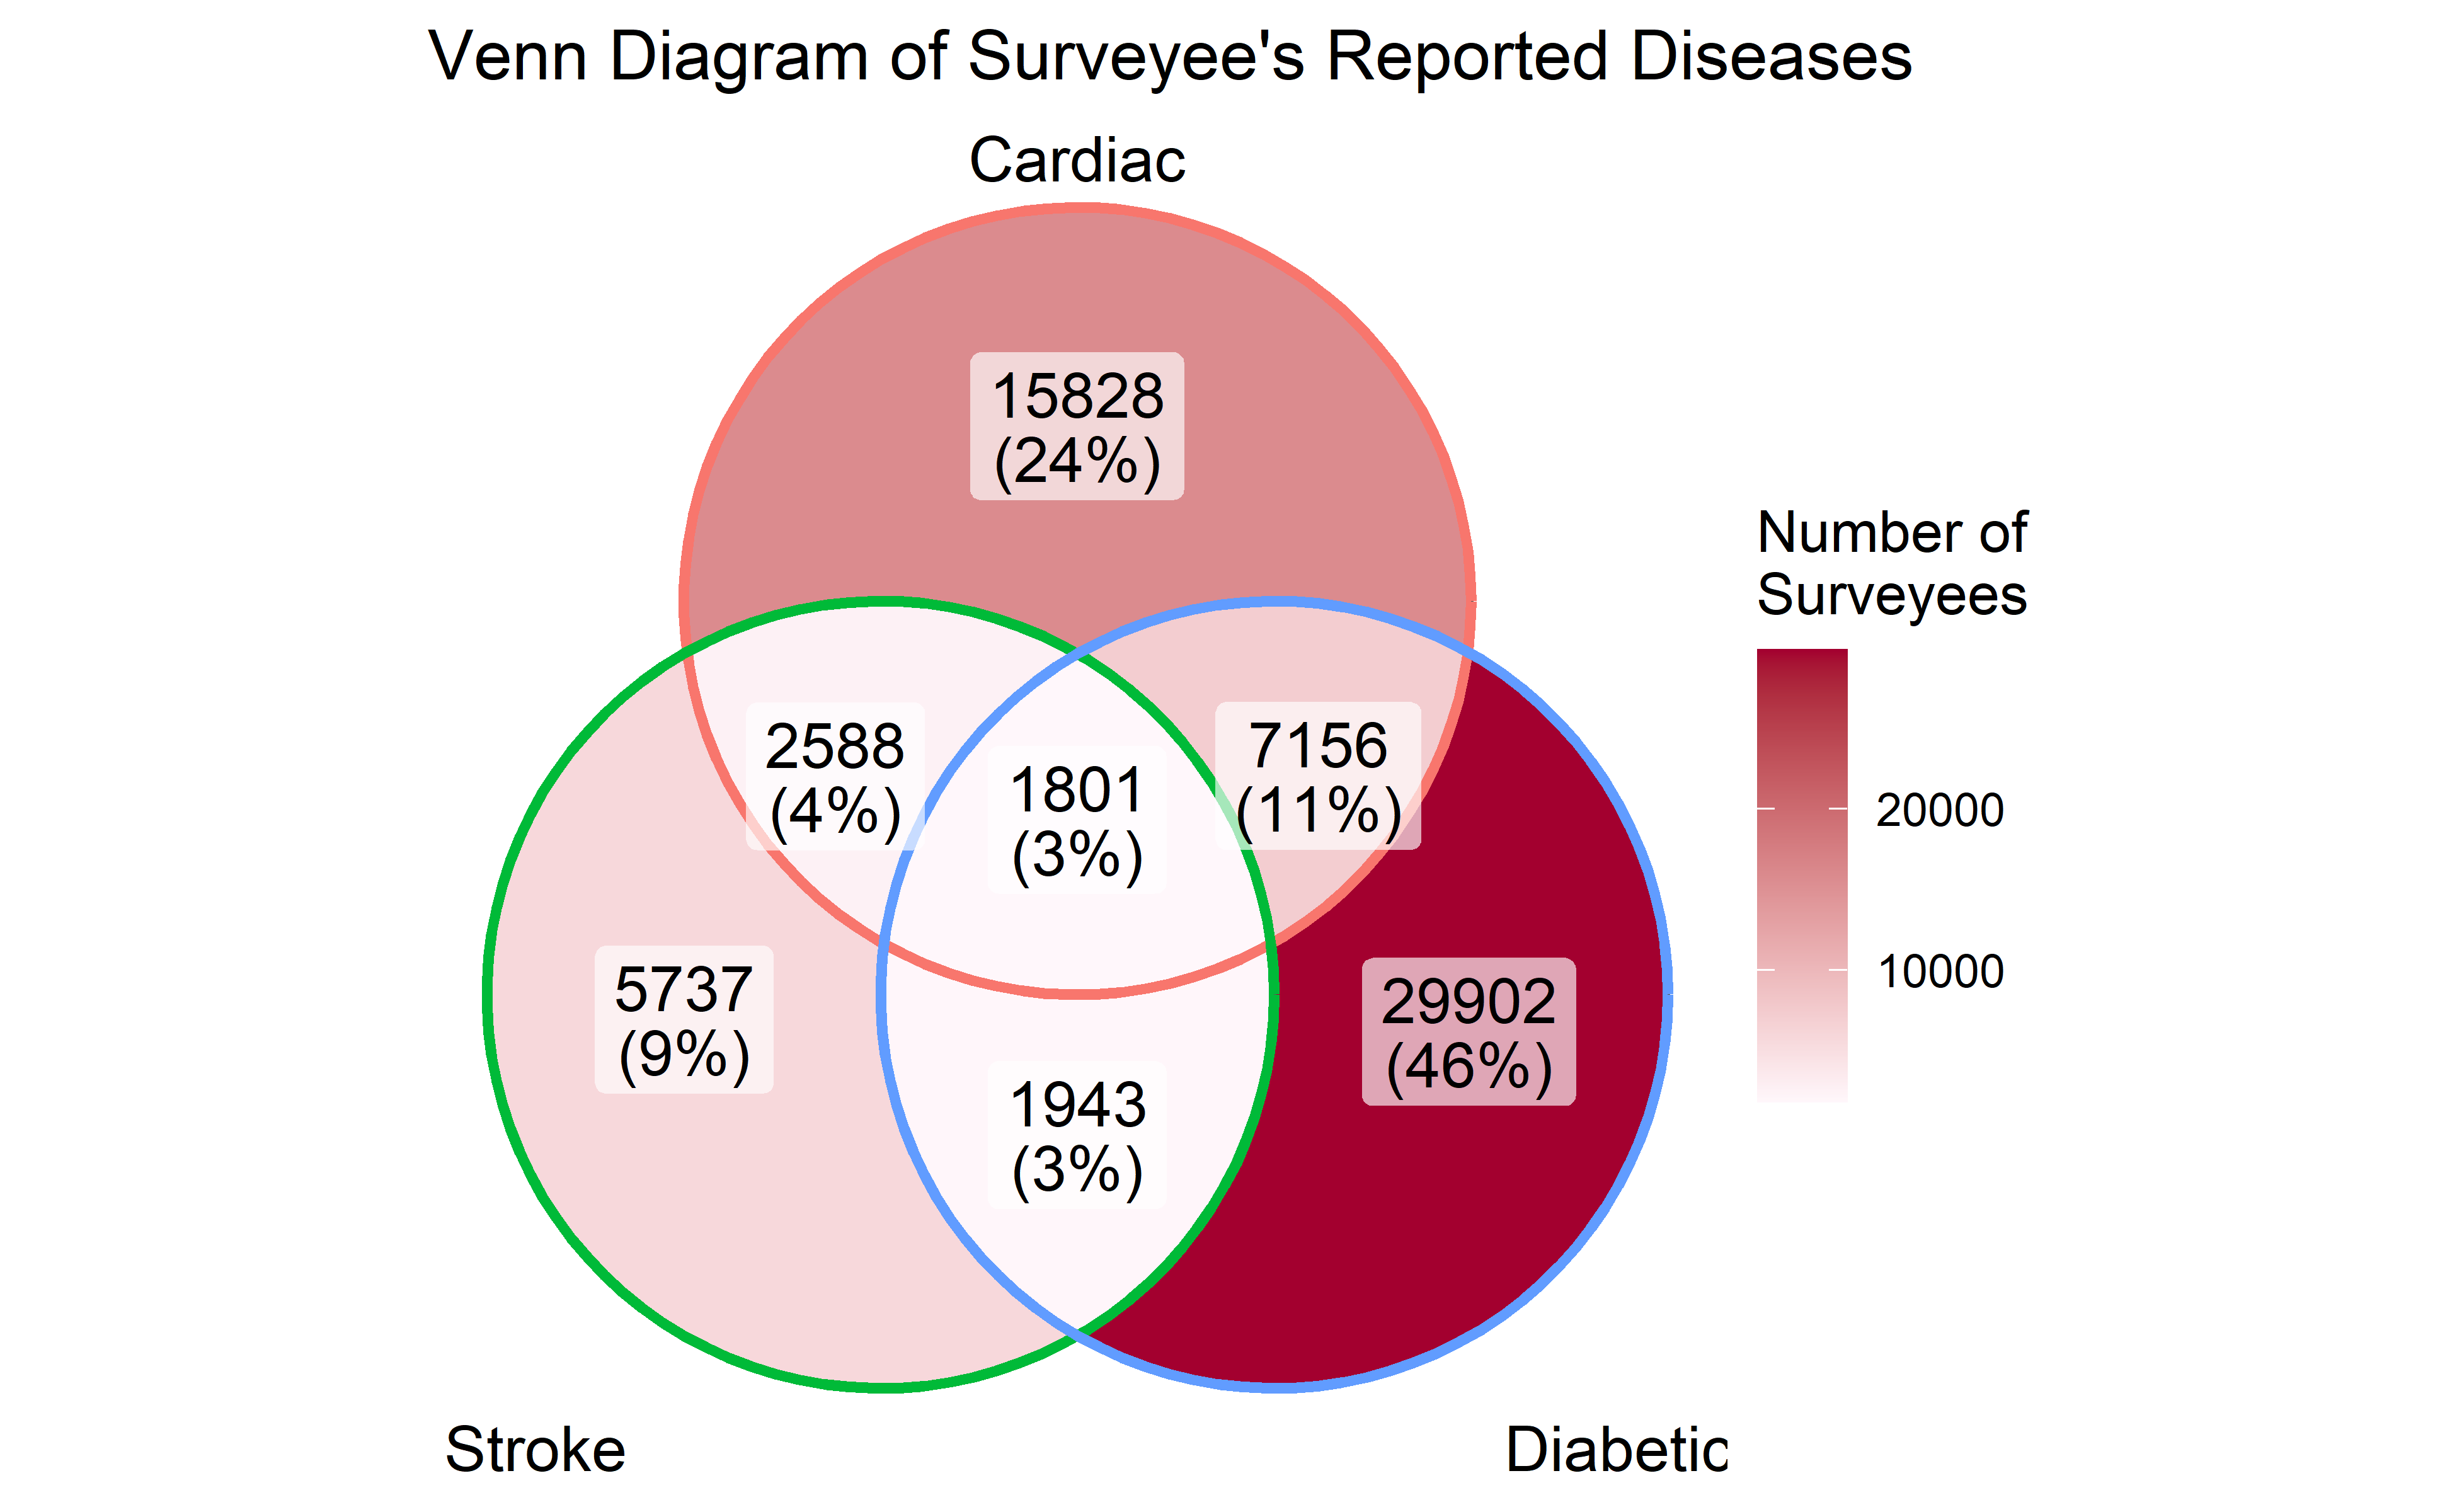 Venn Diagram of Surveyee's Reported Diseases
Cardiac
15828
(24%)
Number of
Surveyees
2588
(4%)
1801
(3%)
7156
(11%)
20000
10000
5737
(9%)
29902
(46%)
1943
(3%)
Stroke
Diabetic